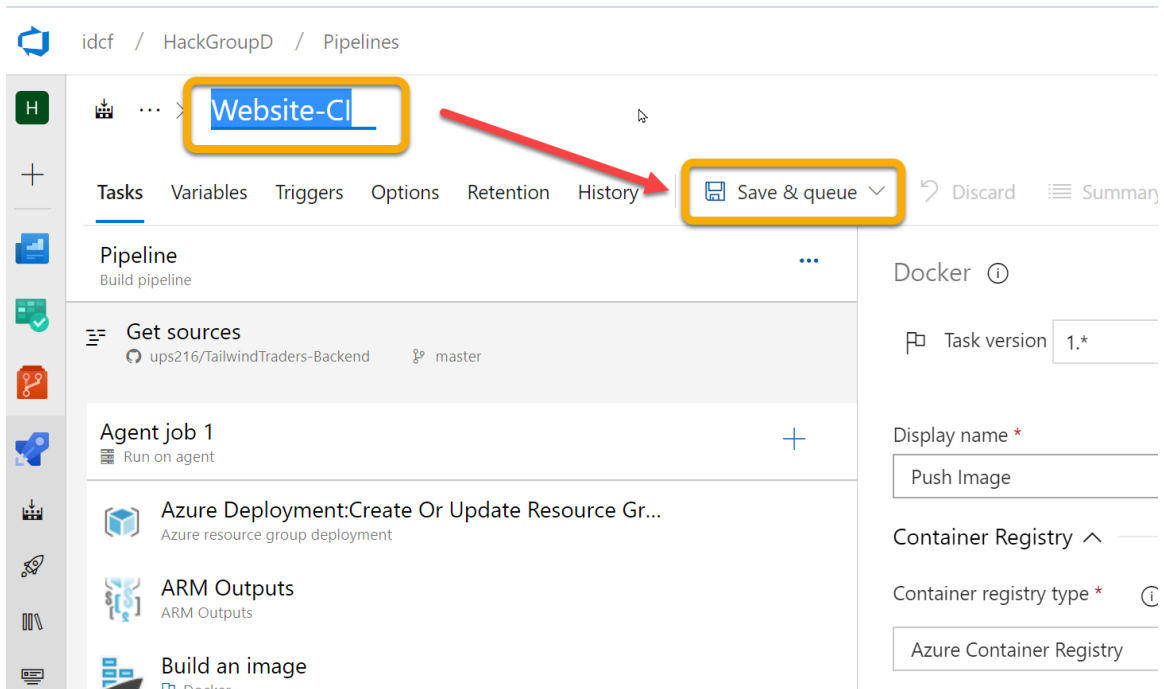 idcf / HackGroupD / Pipelines
H
... > Website-CI
Tasks Variables Triggers Options Retention History Save & queue Discard Summary
Pipeline ...
Build pipeline
Get sources
ups216/TailwindTraders-Backend master
Agent job 1
Run on agent
Azure Deployment:Create Or Update Resource Gr...
Azure resource group deployment
ARM Outputs
ARM Outputs
Build an image
Docker
Docker
Task version 1.*
Display name *
Push Image
Container Registry
Container registry type *
Azure Container Registry